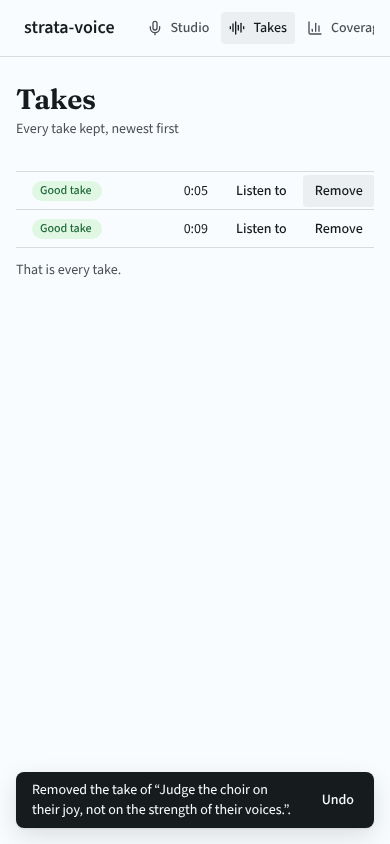 strata-voice Studio Takes Coverag
Takes
Every take kept, newest first
Good take 0:05 Listen to Remove
Good take 0:09 Listen to Remove
That is every take.
Removed the take of “Judge the choir on
their joy, not on the strength of their voices.”. Undo